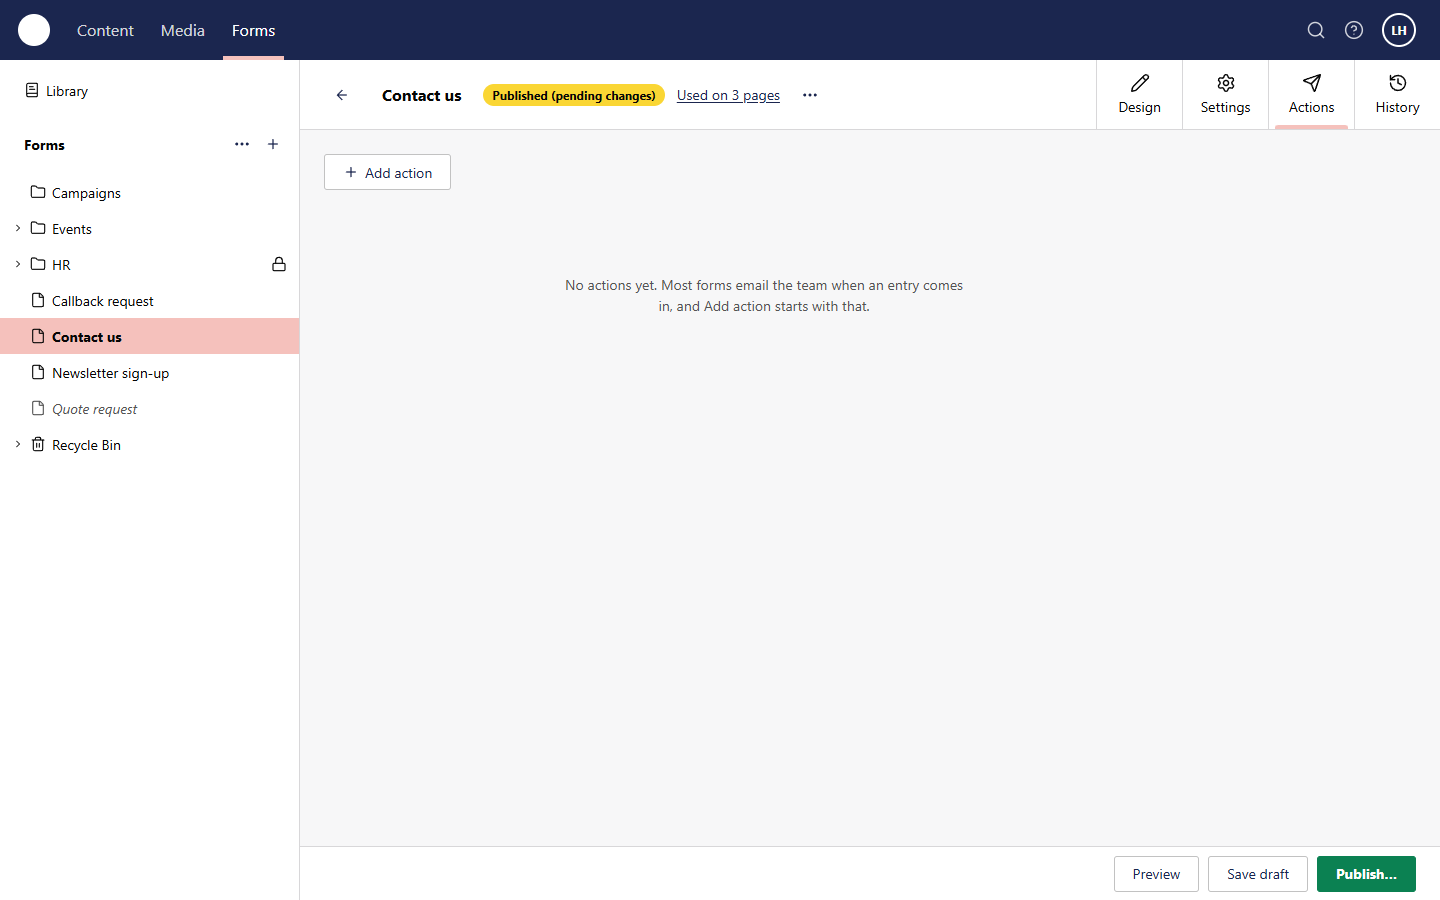 Content
Media
Forms
LH
Library
Forms
Campaigns
Events
HR
Callback request
Contact us
Newsletter sign-up
Quote request
Recycle Bin
Contact us
Published (pending changes)
Used on 3 pages
Design
Settings
Actions
History
Add action
No actions yet. Most forms email the team when an entry comes
in, and Add action starts with that.
Preview
Save draft
Publish...